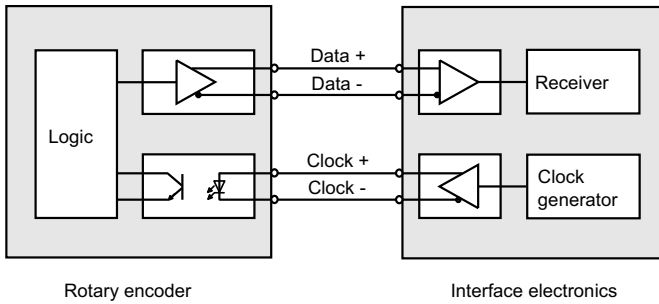 Data +
Data -
Receiver
Logic
Clock +
Clock -
Clock
generator
Rotary encoder
Interface electronics